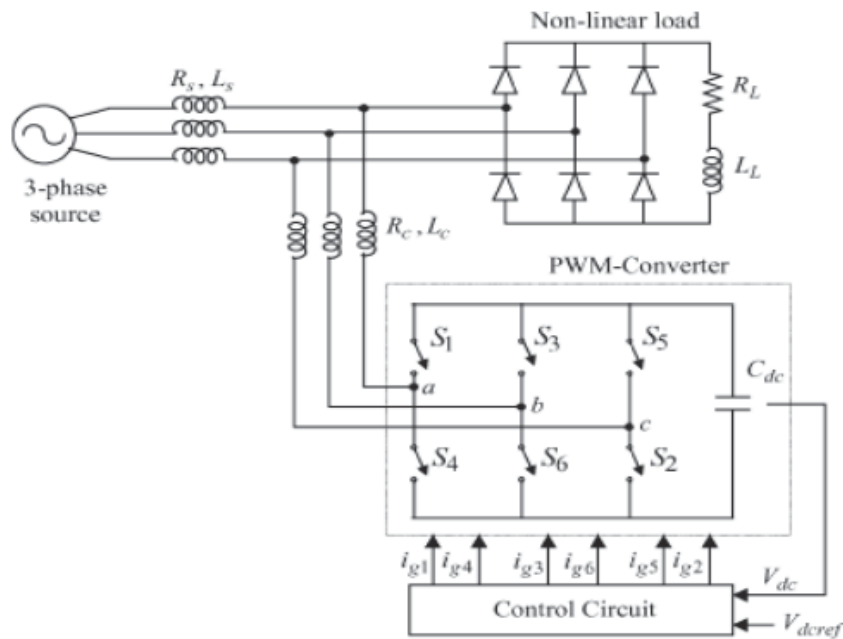 Non-linear load
R_s, L_s
R_L
L_L
3-phase
source
R_c, L_c
PWM-Converter
S_1
S_3
S_5
C_dc
a
b
c
S_4
S_6
S_2
i_g1 i_g4 i_g3 i_g6 i_g5 i_g2
V_dc
Control Circuit
V_dcref